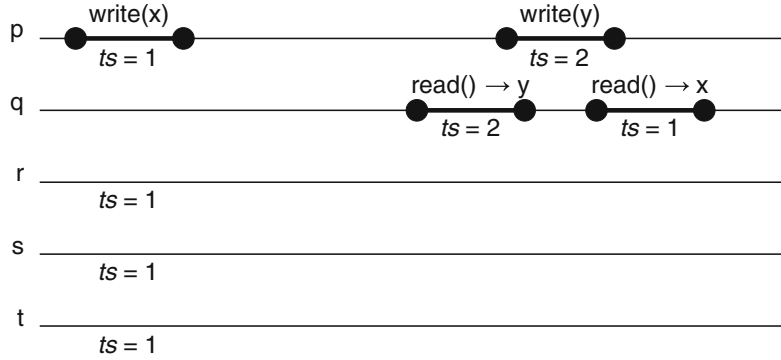 write(x) write(y)
p
ts = 1 ts = 2
read() → y read() → x
q
ts = 2 ts = 1
r
ts = 1
s
ts = 1
t
ts = 1